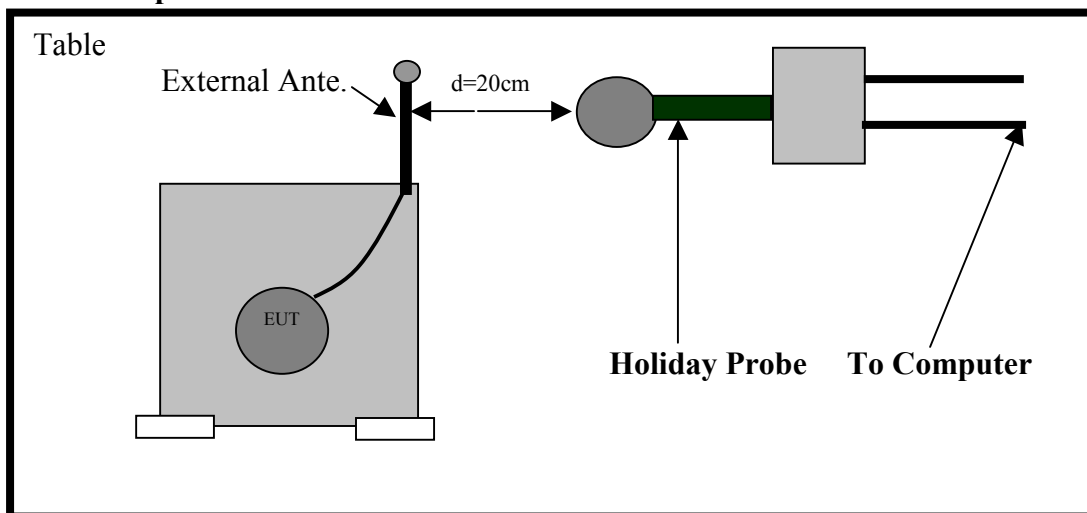 Table
External Ante.
d=20cm
EUT
Holiday Probe
To Computer